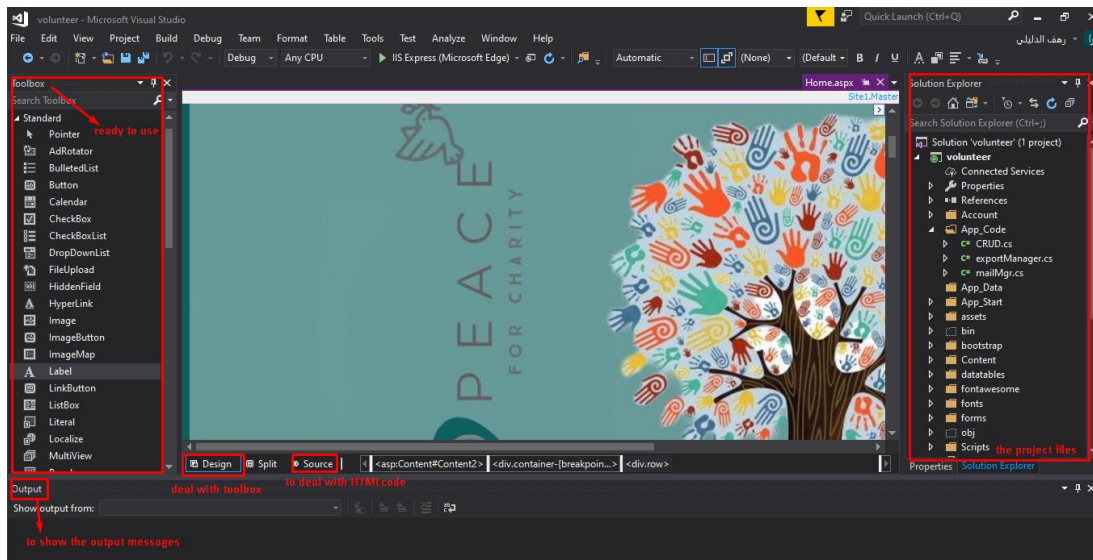 volunteer - Microsoft Visual Studio
Quick Launch (Ctrl+Q)
File Edit View Project Build Debug Team Format Table Tools Test Analyze Window Help
رهف الدليلي
Debug Any CPU IIS Express (Microsoft Edge) Automatic (None) (Default B I U A
Toolbox
Search Toolbox
ready to use
Standard
Pointer
AdRotator
BulletedList
Button
Calendar
CheckBox
CheckBoxList
DropDownList
FileUpload
HiddenField
HyperLink
Image
ImageButton
ImageMap
Label
LinkButton
ListBox
Literal
Localize
MultiView
Home.aspx
Site1.Master
PEACE
FOR CHARITY
Design Split Source <asp:Content#Content2> <div.container-{breakpoin...> <div.row>
deal with toolbox
to deal with HTMLcode
Solution Explorer
Search Solution Explorer (Ctrl+;)
Solution 'volunteer' (1 project)
volunteer
Connected Services
Properties
References
Account
App_Code
C# CRUD.cs
C# exportManager.cs
C# mailMgr.cs
App_Data
App_Start
assets
bin
bootstrap
Content
datatables
fontawesome
fonts
forms
obj
Scripts
the project files
Properties Solution Explorer
Output
Show output from:
to show the output messages